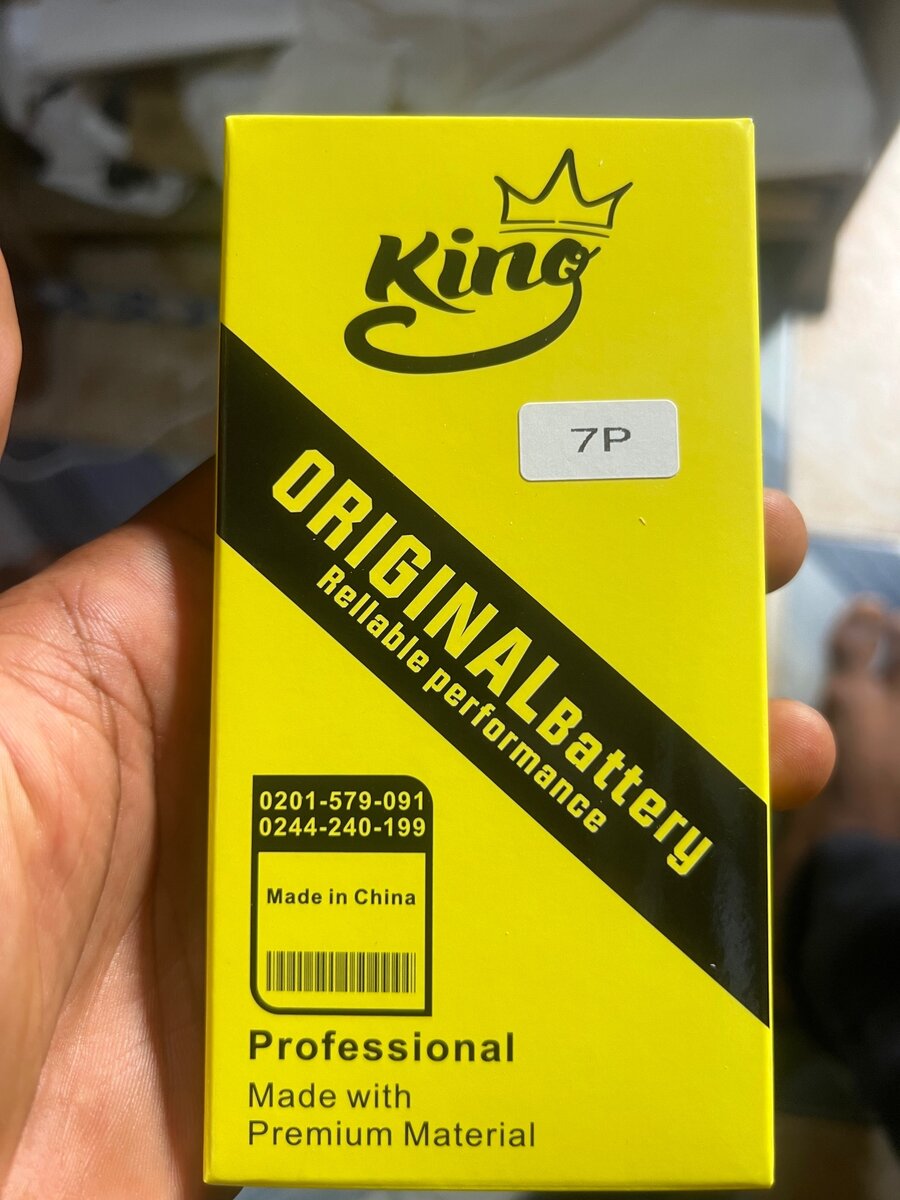 King
7P
ORIGINAL Battery
Rellable performance
0201-579-091
0244-240-199
Made in China
Professional
Made with
Premium Material